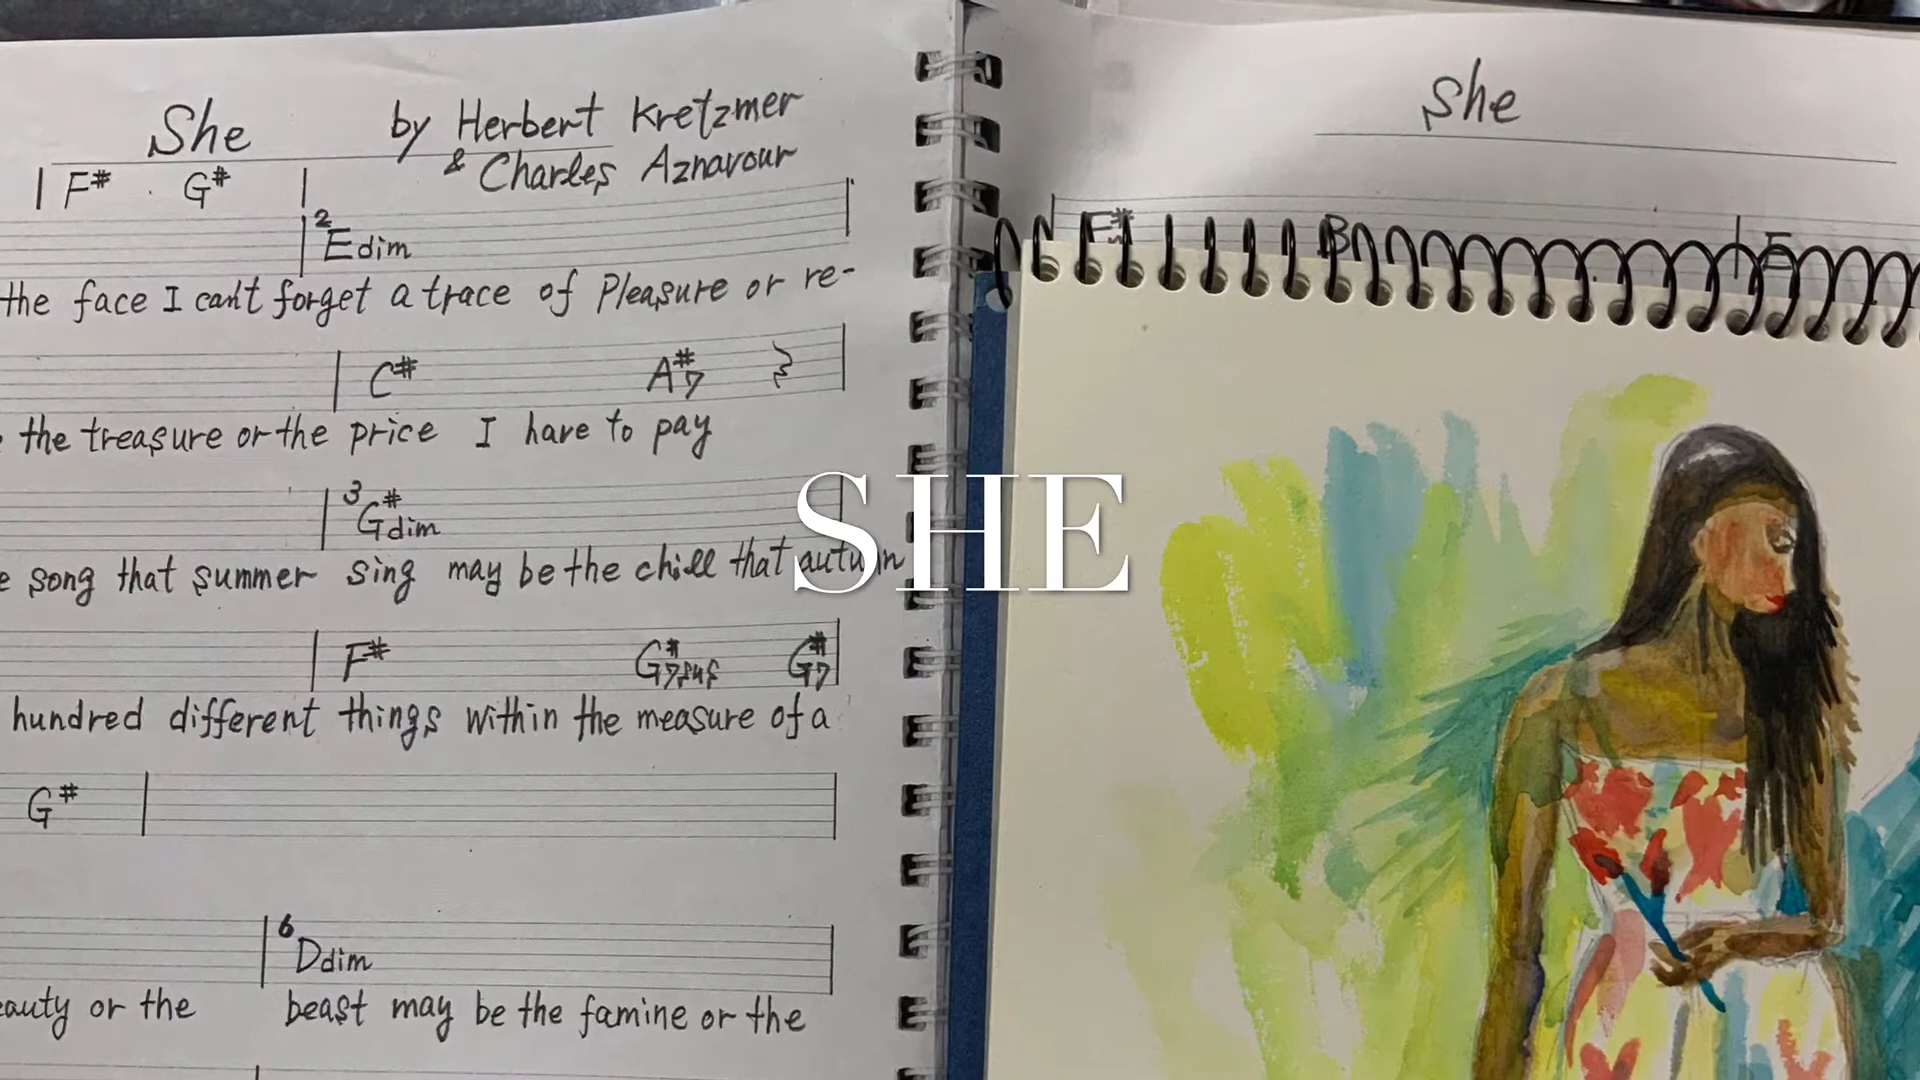 She by Herbert Kretzmer
& Charles Aznavour
| F# . G# |
2 Edim
the face I can't forget a trace of Pleasure or re-
C# A#7
the treasure or the price I have to pay
3 G#dim
song that summer sing may be the chill that autumn
F# G#7sus G#7
hundred different things within the measure of a
G#
6 Ddim
eauty or the beast may be the famine or the
She
F# B E
SHE